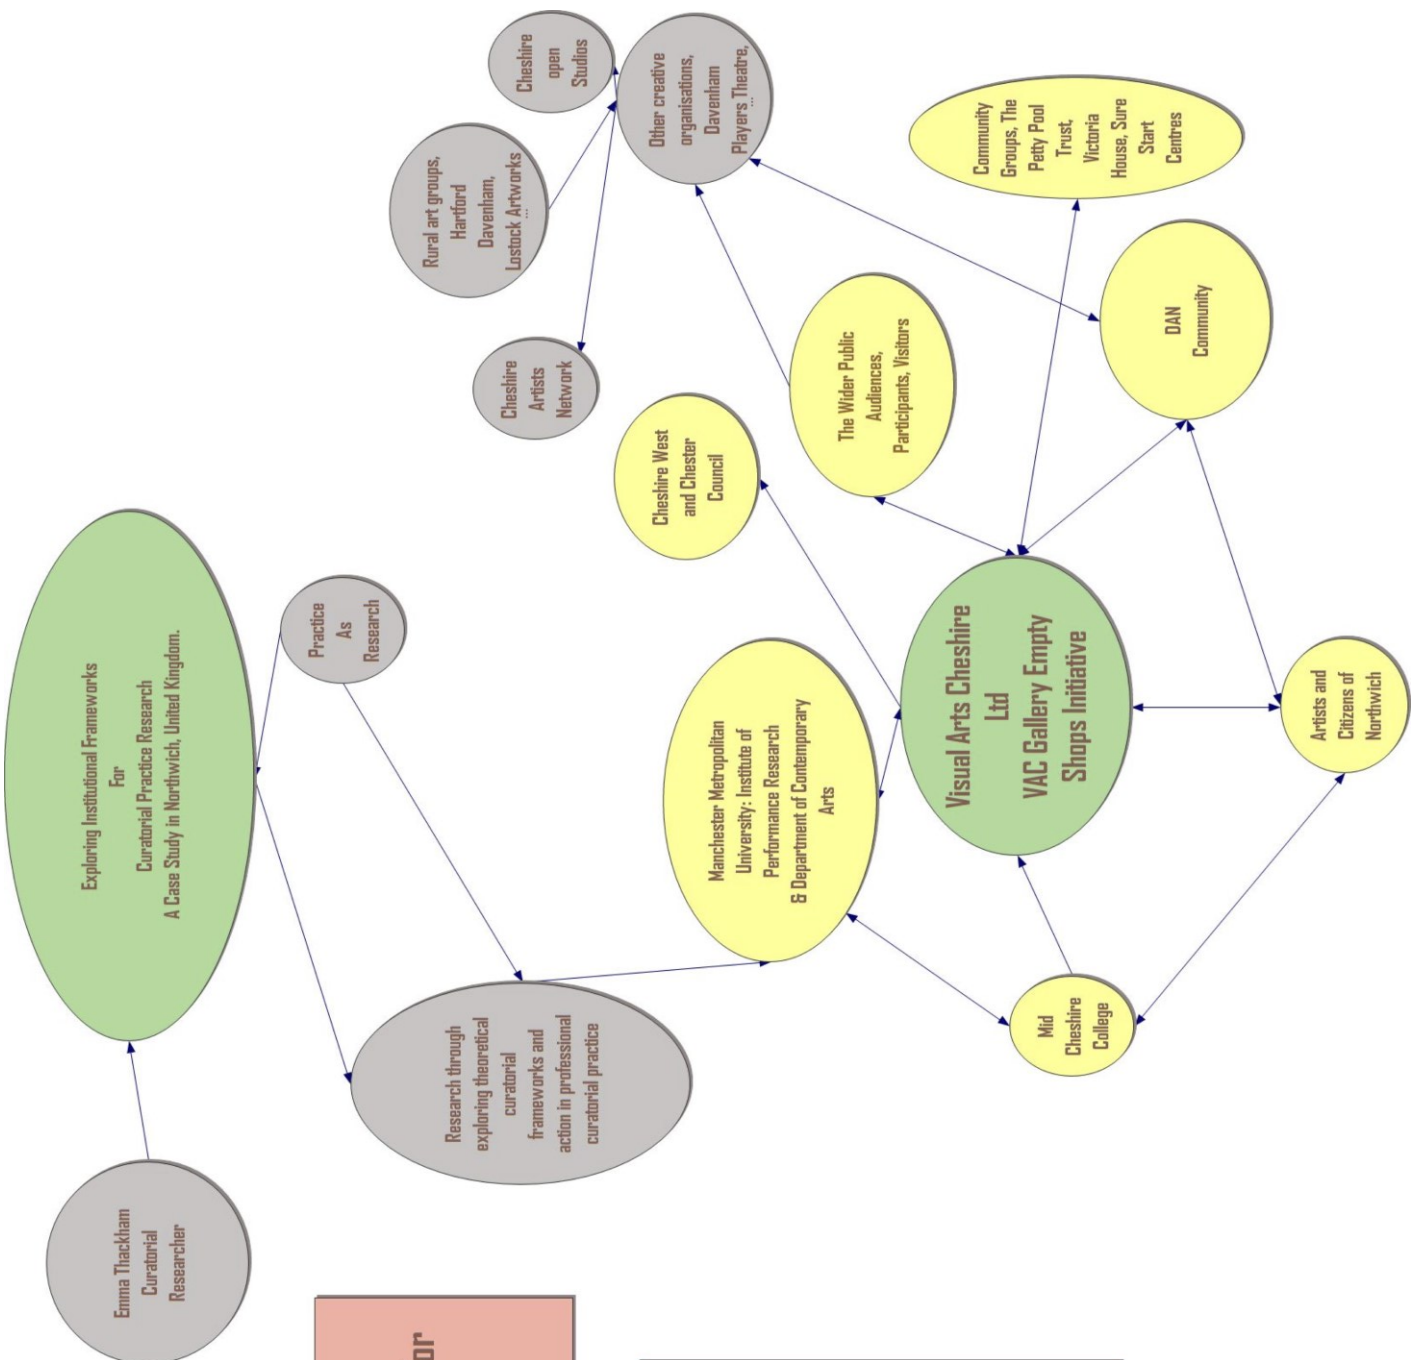 Emma Thackham
Curatorial
Researcher
Exploring Institutional Frameworks
For
Curatorial Practice Research
A Case Study in Northwich, United Kingdom.
Practice
As
Research
Research through
exploring theoretical
curatorial
frameworks and
action in professional
curatorial practice
Manchester Metropolitan
University: Institute of
Performance Research
& Department of Contemporary
Arts
Mid
Cheshire
College
Visual Arts Cheshire
Ltd
VAC Gallery Empty
Shops Initiative
Artists and
Citizens of
Northwich
Cheshire West
and Chester
Council
The Wider Public
Audiences,
Participants, Visitors
DAN
Community
Community
Groups, The
Petty Pool
Trust,
Victoria
House, Sure
Start
Centres
Cheshire
Artists
Network
Rural art groups,
Hartford
Davenham,
Lostock Artworks
...
Cheshire
open
Studios
Other creative
organisations,
Davenham
Players Theatre,
...
or